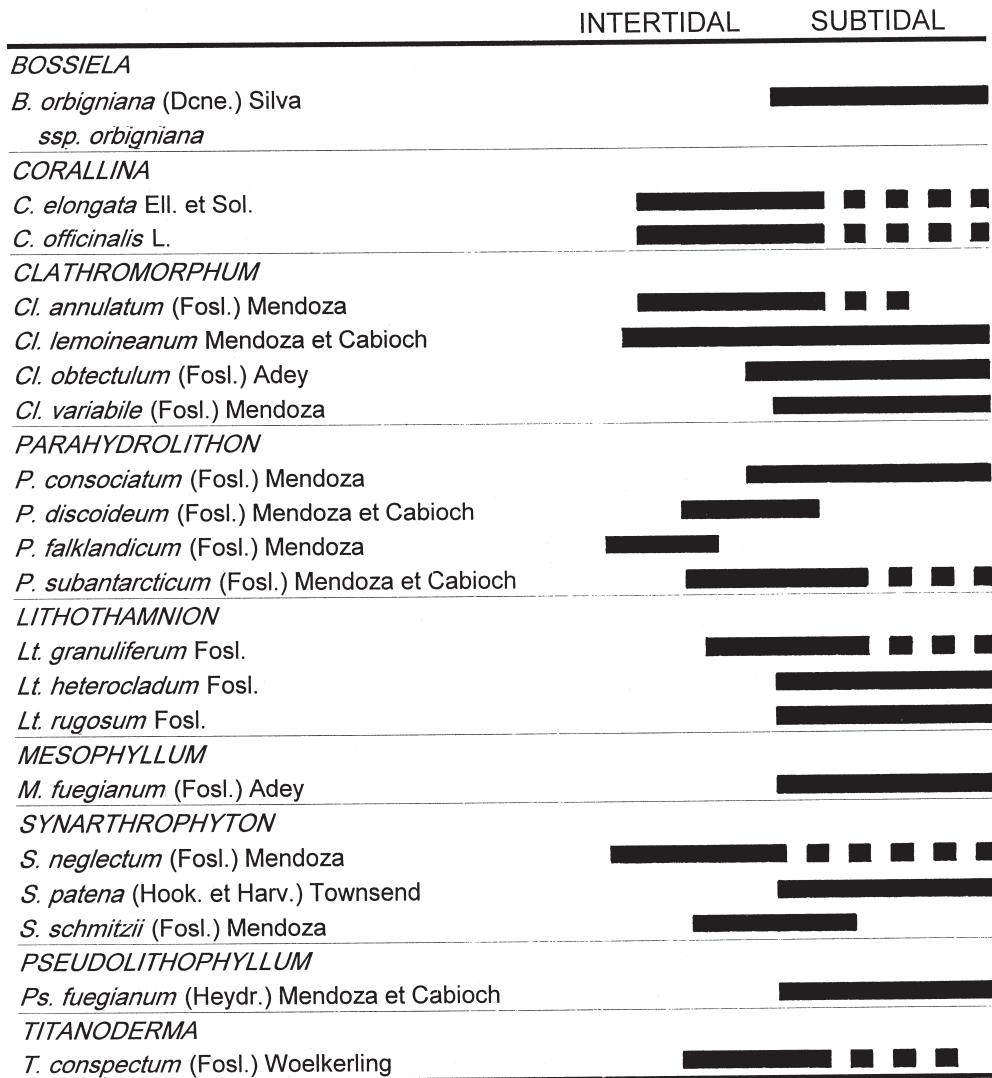 INTERTIDAL SUBTIDAL
BOSSIELA
B. orbigniana (Dcne.) Silva
ssp. orbigniana
CORALLINA
C. elongata Ell. et Sol.
C. officinalis L.
CLATHROMORPHUM
Cl. annulatum (Fosl.) Mendoza
Cl. lemoineanum Mendoza et Cabioch
Cl. obtectulum (Fosl.) Adey
Cl. variabile (Fosl.) Mendoza
PARAHYDROLITHON
P. consociatum (Fosl.) Mendoza
P. discoideum (Fosl.) Mendoza et Cabioch
P. falklandicum (Fosl.) Mendoza
P. subantarcticum (Fosl.) Mendoza et Cabioch
LITHOTHAMNION
Lt. granuliferum Fosl.
Lt. heterocladum Fosl.
Lt. rugosum Fosl.
MESOPHYLLUM
M. fuegianum (Fosl.) Adey
SYNARTHROPHYTON
S. neglectum (Fosl.) Mendoza
S. patena (Hook. et Harv.) Townsend
S. schmitzii (Fosl.) Mendoza
PSEUDOLITHOPHYLLUM
Ps. fuegianum (Heydr.) Mendoza et Cabioch
TITANODERMA
T. conspectum (Fosl.) Woelkerling